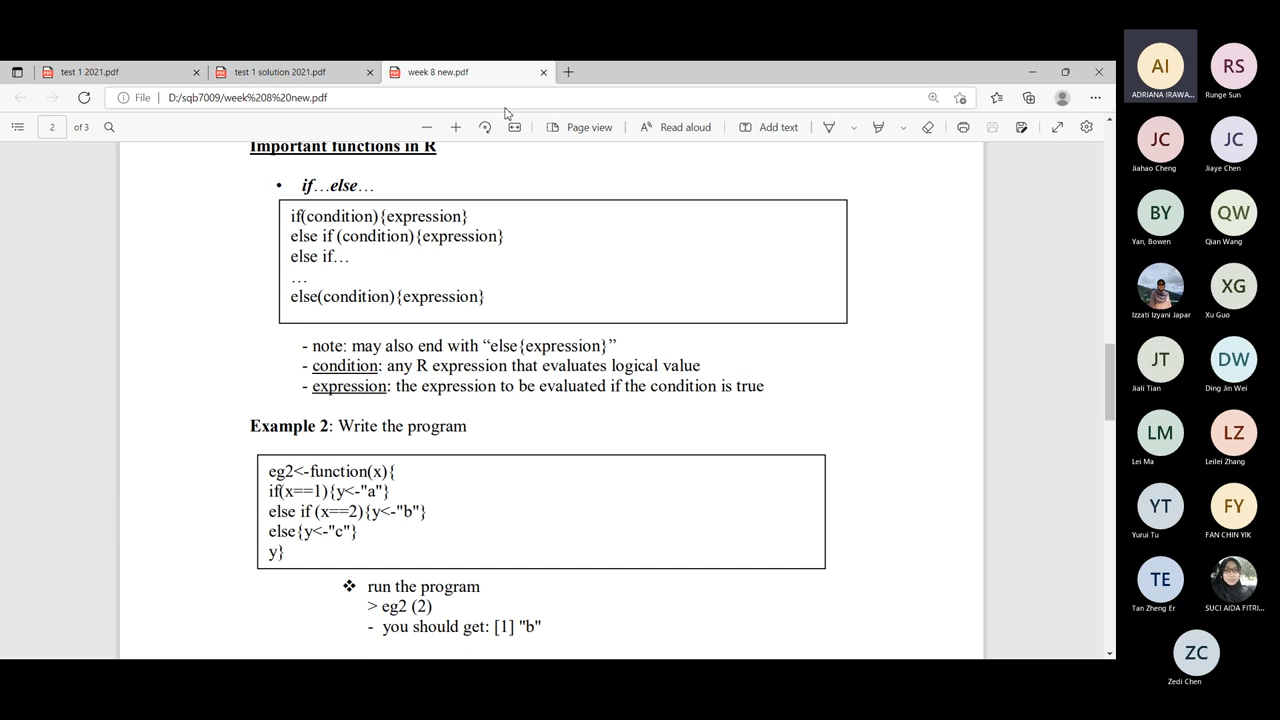 test 1 2021.pdf
test 1 solution 2021.pdf
week 8 new.pdf
File
D:/sqb7009/week%208%20new.pdf
2 of 3
Page view
Read aloud
Add text
Important functions in R
• if…else…
if(condition){expression}
else if (condition){expression}
else if…
…
else(condition){expression}
- note: may also end with “else{expression}”
- condition: any R expression that evaluates logical value
- expression: the expression to be evaluated if the condition is true
Example 2: Write the program
eg2<-function(x){
if(x==1){y<-"a"}
else if (x==2){y<-"b"}
else{y<-"c"}
y}
❖ run the program
> eg2 (2)
- you should get: [1] "b"
AI
ADRIANA IRAWA...
RS
Runge Sun
JC
Jiahao Cheng
JC
Jiaye Chen
BY
Yan, Bowen
QW
Qian Wang
Izzati Izyani Japar
XG
Xu Guo
JT
Jiali Tian
DW
Ding Jin Wei
LM
Lei Ma
LZ
Leilei Zhang
YT
Yurui Tu
FY
FAN CHIN YIK
TE
Tan Zheng Er
SUCI AIDA FITRI...
ZC
Zedi Chen